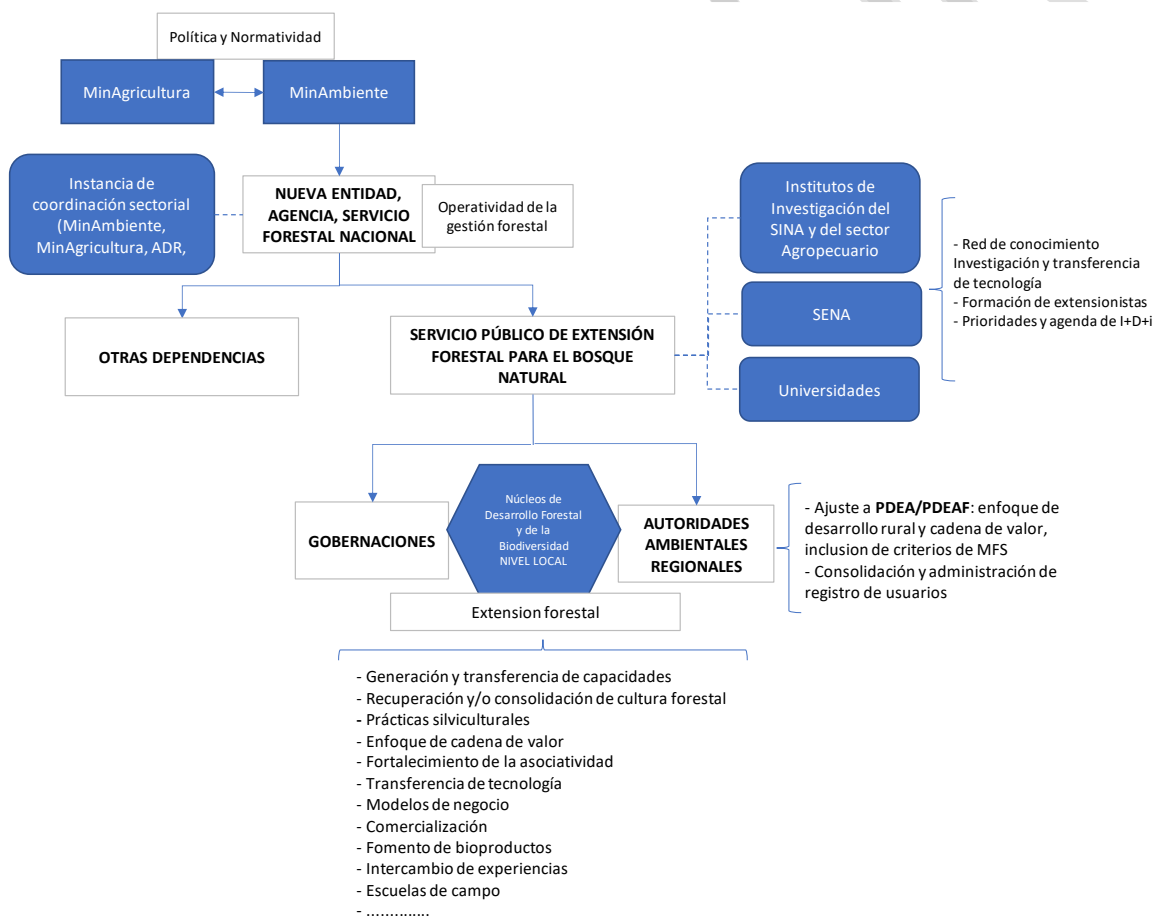 Política y Normatividad
MinAgricultura
MinAmbiente
Instancia de
coordinación sectorial
(MinAmbiente,
MinAgricultura, ADR,
NUEVA ENTIDAD,
AGENCIA, SERVICIO
FORESTAL NACIONAL
Operatividad de la
gestión forestal
Institutos de
Investigación del
SINA y del sector
Agropecuario
SENA
Universidades
- Red de conocimiento
Investigación y transferencia
de tecnología
- Formación de extensionistas
- Prioridades y agenda de I+D+i
OTRAS DEPENDENCIAS
SERVICIO PÚBLICO DE EXTENSIÓN
FORESTAL PARA EL BOSQUE
NATURAL
GOBERNACIONES
Núcleos de
Desarrollo Forestal
y de la
Biodiversidad
NIVEL LOCAL
AUTORIDADES
AMBIENTALES
REGIONALES
- Ajuste a PDEA/PDEAF: enfoque de
desarrollo rural y cadena de valor,
inclusion de criterios de MFS
- Consolidación y administración de
registro de usuarios
Extension forestal
- Generación y transferencia de capacidades
- Recuperación y/o consolidación de cultura forestal
- Prácticas silviculturales
- Enfoque de cadena de valor
- Fortalecimiento de la asociatividad
- Transferencia de tecnología
- Modelos de negocio
- Comercialización
- Fomento de bioproductos
- Intercambio de experiencias
- Escuelas de campo
- ..............